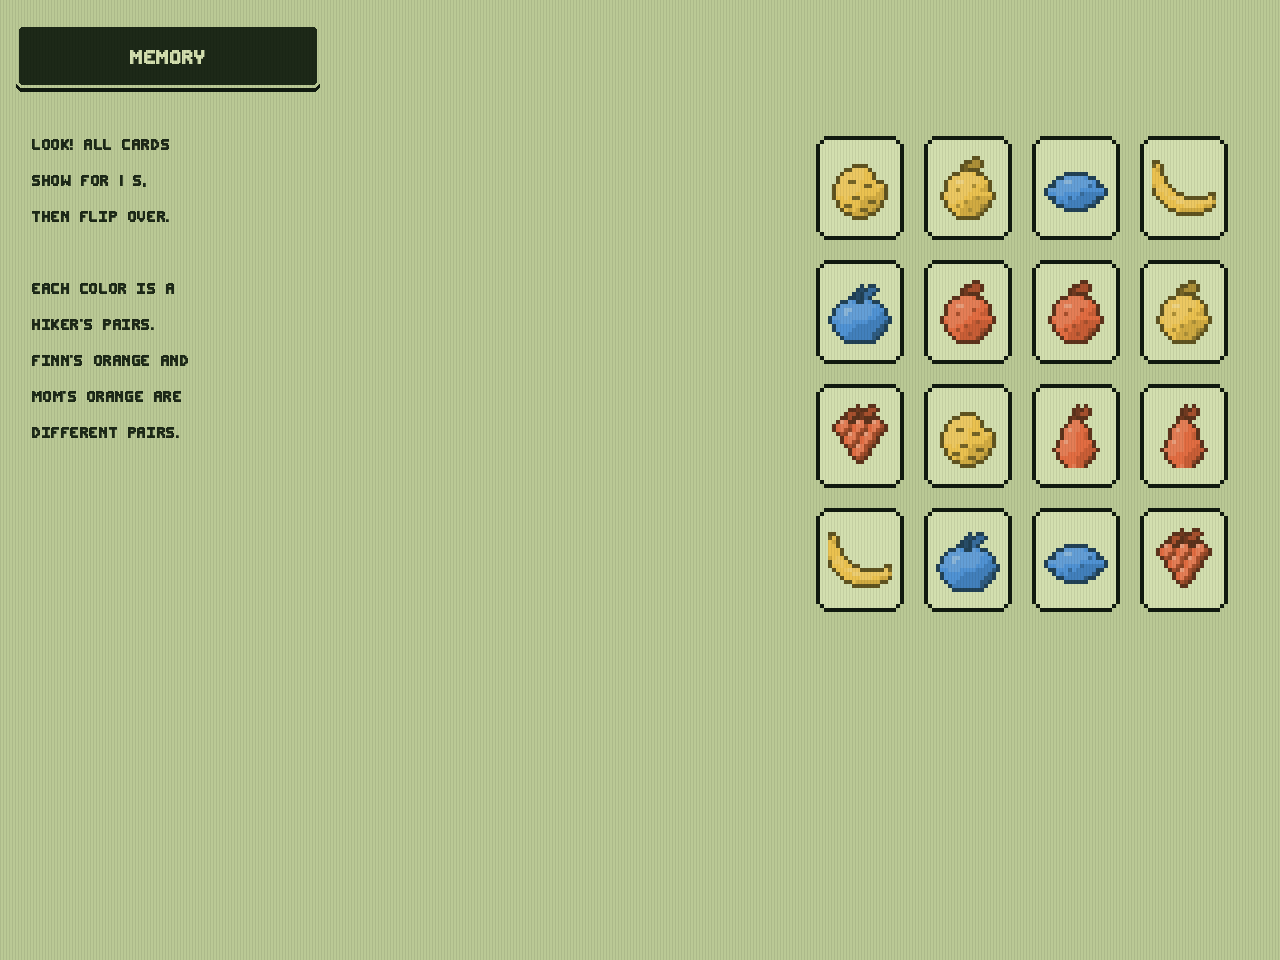 MEMORY
LOOK! ALL CARDS
SHOW FOR 1 S,
THEN FLIP OVER.
EACH COLOR IS A
HIKER'S PAIRS.
FINN'S ORANGE AND
MOM'S ORANGE ARE
DIFFERENT PAIRS.